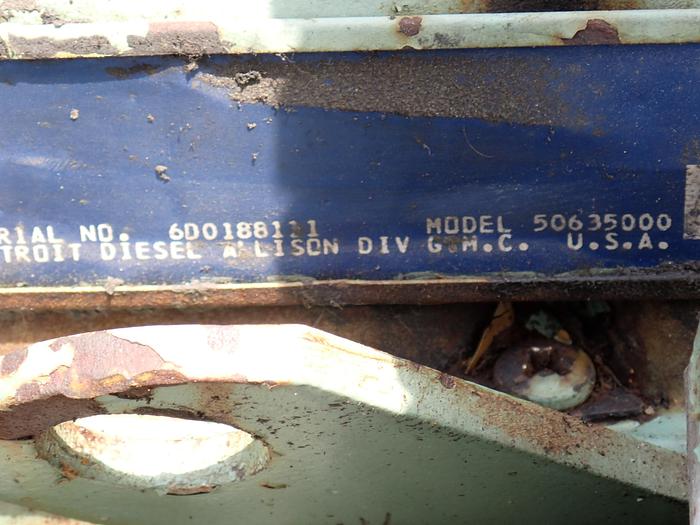 RIAL NO. 6D0188111 MODEL 50635000
TROIT DIESEL ALLISON DIV G.M.C. U.S.A.